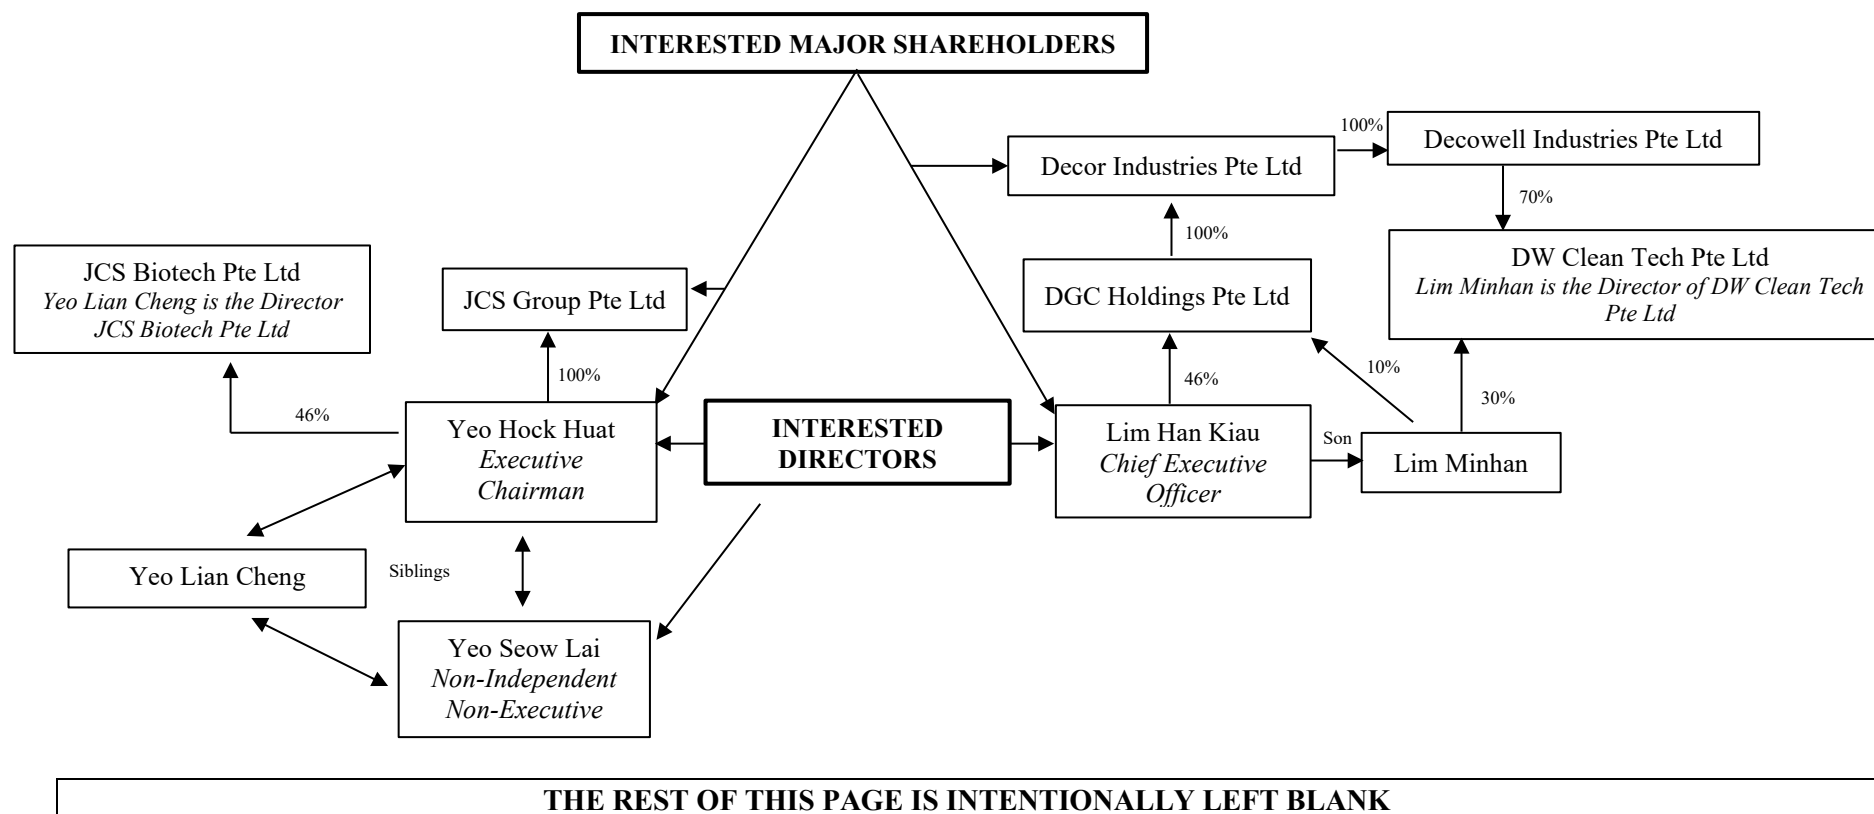 INTERESTED MAJOR SHAREHOLDERS
100%
Decowell Industries Pte Ltd
Decor Industries Pte Ltd
70%
100%
JCS Biotech Pte Ltd
Yeo Lian Cheng is the Director
JCS Biotech Pte Ltd
JCS Group Pte Ltd
DGC Holdings Pte Ltd
DW Clean Tech Pte Ltd
Lim Minhan is the Director of DW Clean Tech
Pte Ltd
100%
46%
10%
30%
46%
Yeo Hock Huat
Executive
Chairman
INTERESTED
DIRECTORS
Lim Han Kiau
Chief Executive
Officer
Son
Lim Minhan
Yeo Lian Cheng
Siblings
Yeo Seow Lai
Non-Independent
Non-Executive
THE REST OF THIS PAGE IS INTENTIONALLY LEFT BLANK